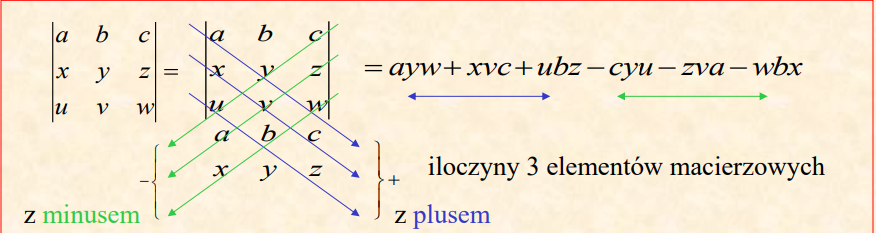 |a b c| |a b c|
|x y z| = |x y z| = ayw + xvc + ubz − cyu − zva − wbx
|u v w| |u v w|
a b c
− { x y z } + iloczyny 3 elementów macierzowych
z minusem z plusem